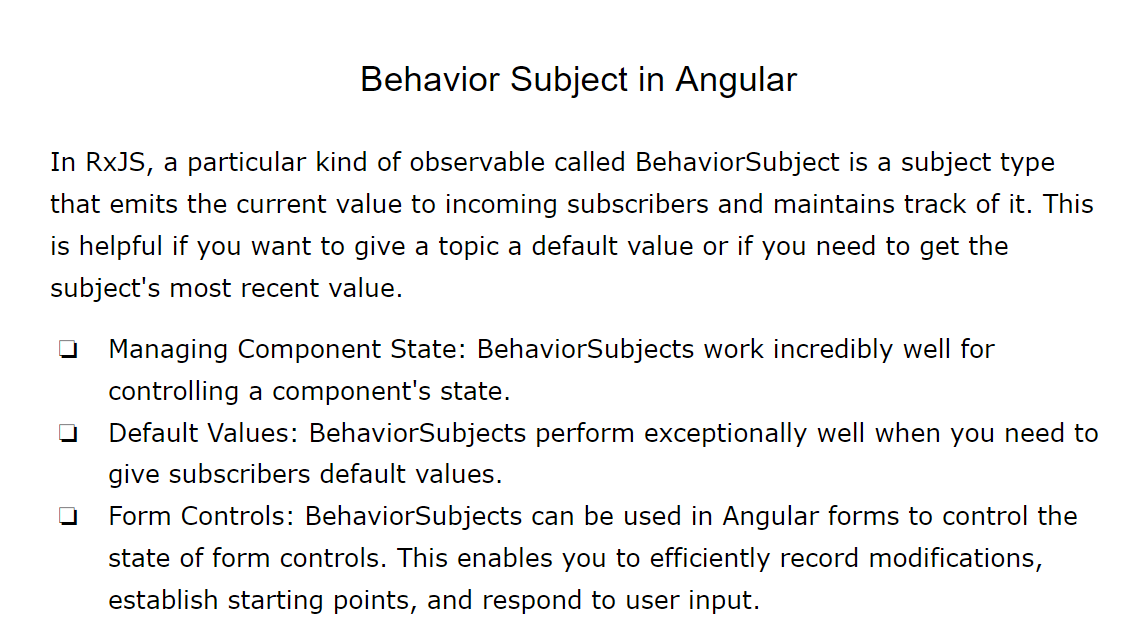 Behavior Subject in Angular
In RxJS, a particular kind of observable called BehaviorSubject is a subject type
that emits the current value to incoming subscribers and maintains track of it. This
is helpful if you want to give a topic a default value or if you need to get the
subject's most recent value.
❏ Managing Component State: BehaviorSubjects work incredibly well for
controlling a component's state.
❏ Default Values: BehaviorSubjects perform exceptionally well when you need to
give subscribers default values.
❏ Form Controls: BehaviorSubjects can be used in Angular forms to control the
state of form controls. This enables you to efficiently record modifications,
establish starting points, and respond to user input.